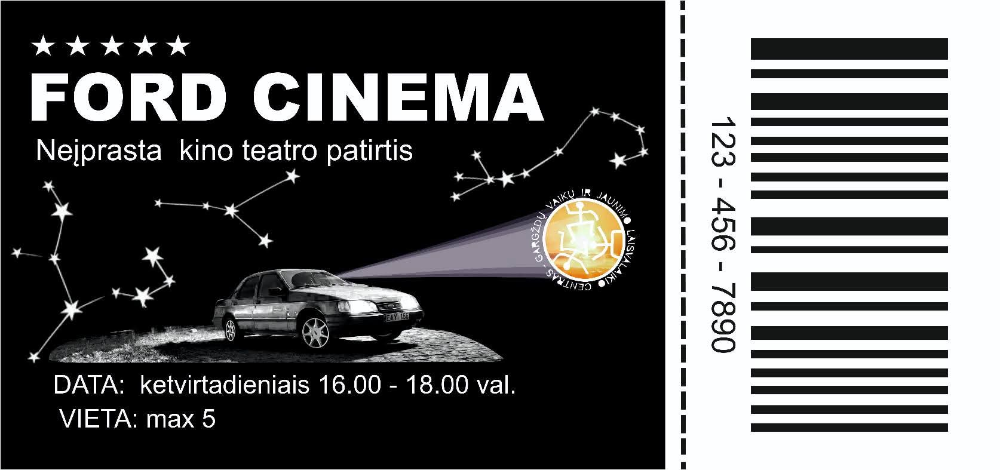 FORD CINEMA
Neįprasta kino teatro patirtis
GARGŽDŲ VAIKŲ IR JAUNIMO LAISVALAIKIO CENTRAS -
EAY 156
DATA: ketvirtadieniais 16.00 - 18.00 val.
VIETA: max 5
123 - 456 - 7890